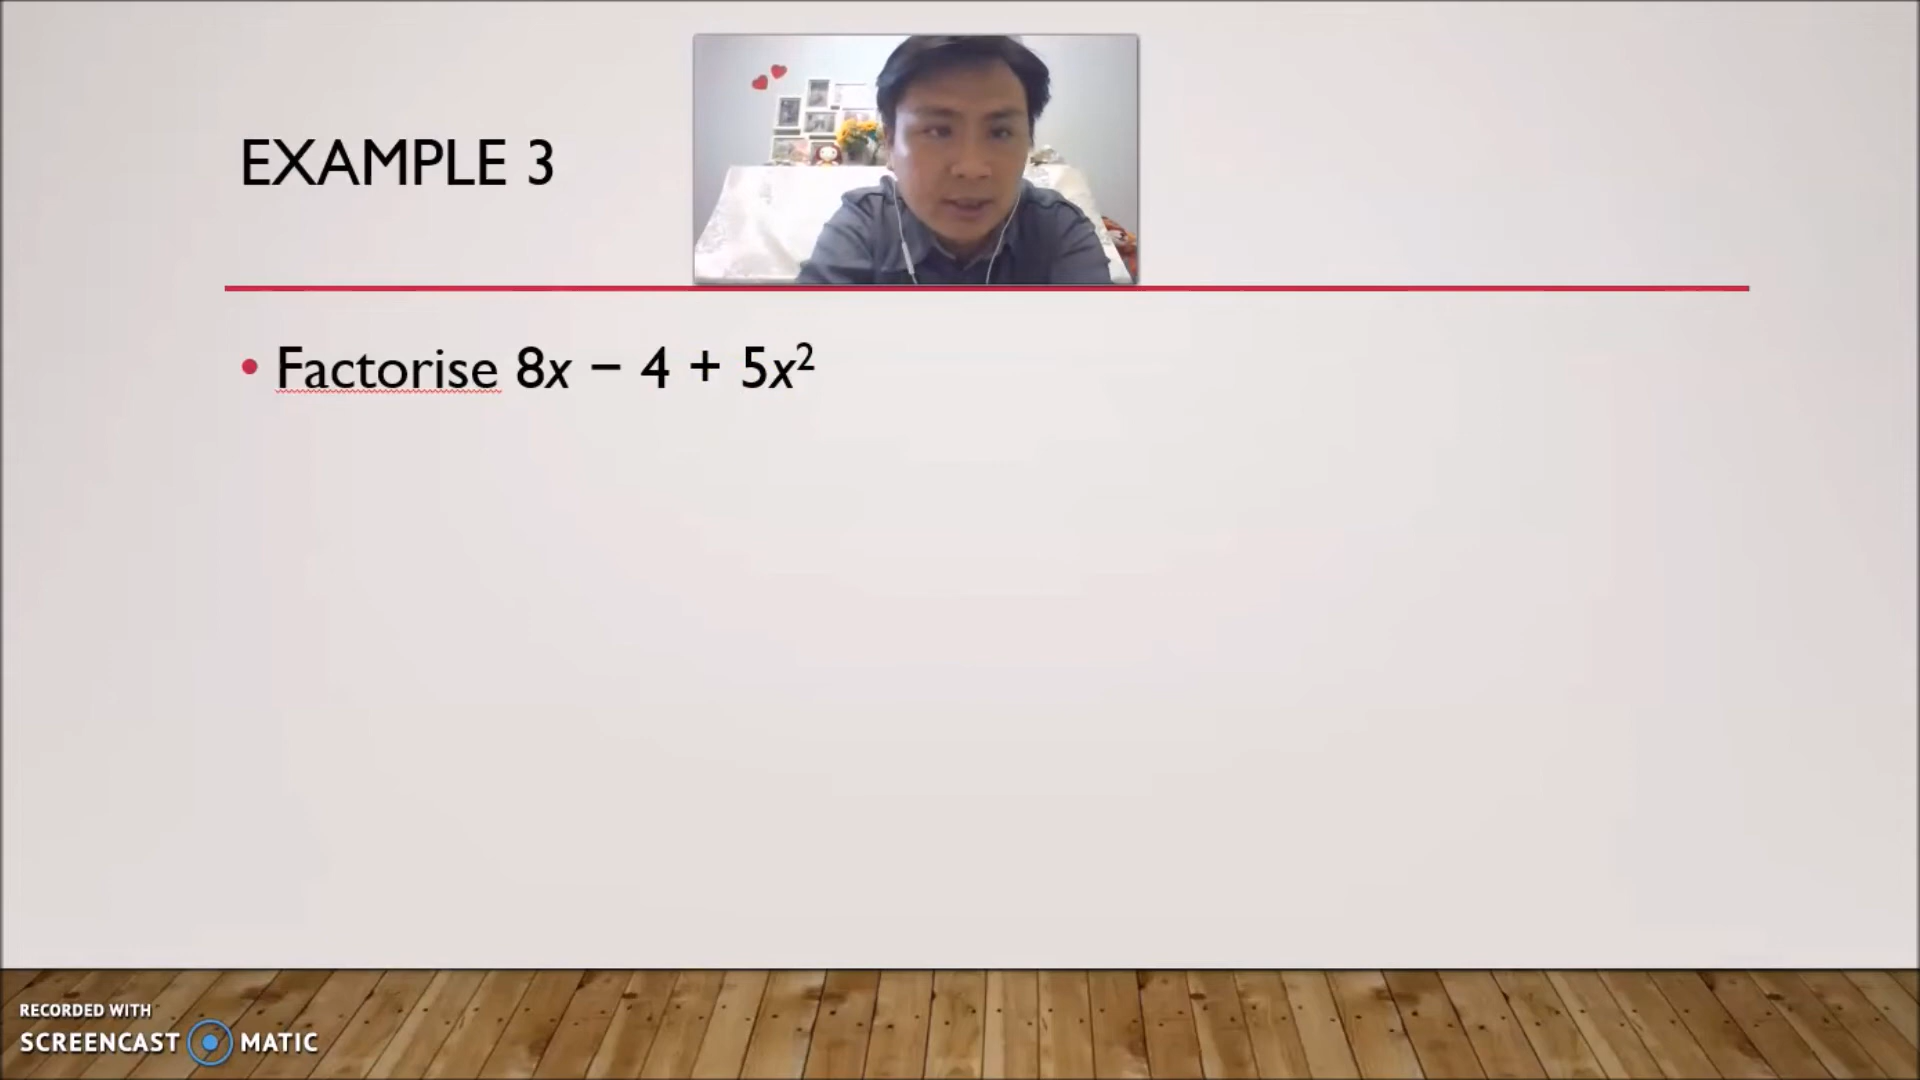 EXAMPLE 3
• Factorise 8x − 4 + 5x²
RECORDED WITH
SCREENCAST MATIC